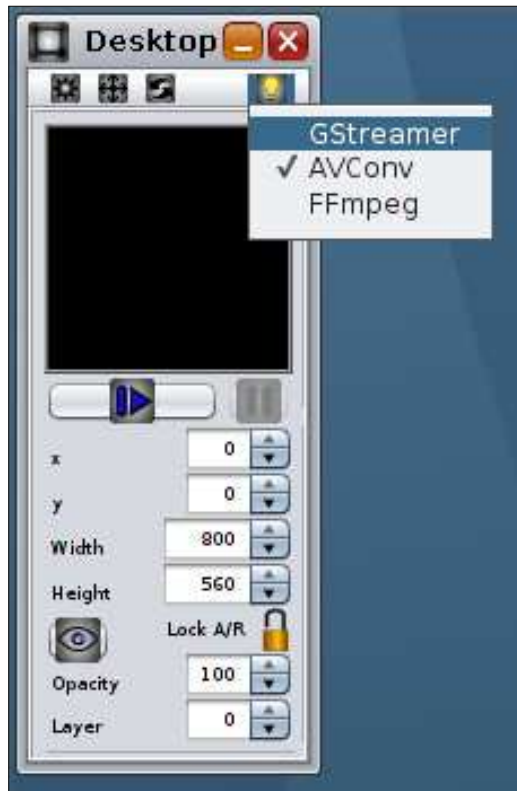 Desktop
GStreamer
✓ AVConv
FFmpeg
x 0
y 0
Width 800
Height 560
Lock A/R
Opacity 100
Layer 0